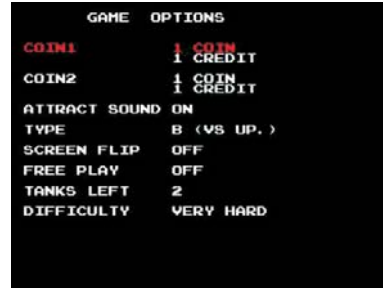 GAME OPTIONS
COIN1 1 COIN
1 CREDIT
COIN2 1 COIN
1 CREDIT
ATTRACT SOUND ON
TYPE B (VS UP.)
SCREEN FLIP OFF
FREE PLAY OFF
TANKS LEFT 2
DIFFICULTY VERY HARD